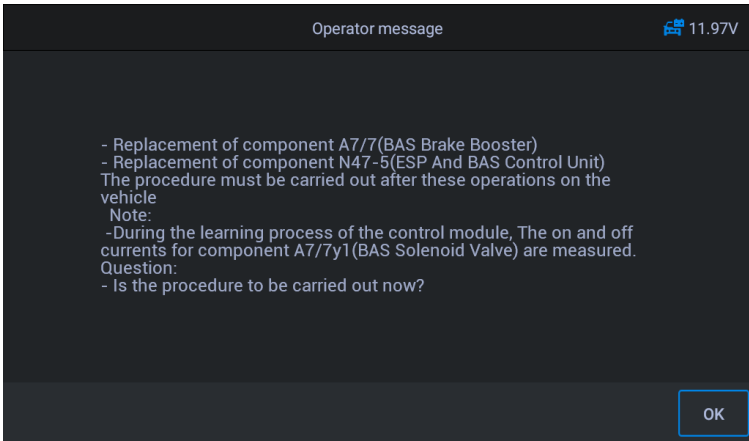 Operator message
11.97V
- Replacement of component A7/7(BAS Brake Booster)
- Replacement of component N47-5(ESP And BAS Control Unit)
The procedure must be carried out after these operations on the
vehicle
Note:
-During the learning process of the control module, The on and off
currents for component A7/7y1(BAS Solenoid Valve) are measured.
Question:
- Is the procedure to be carried out now?
OK